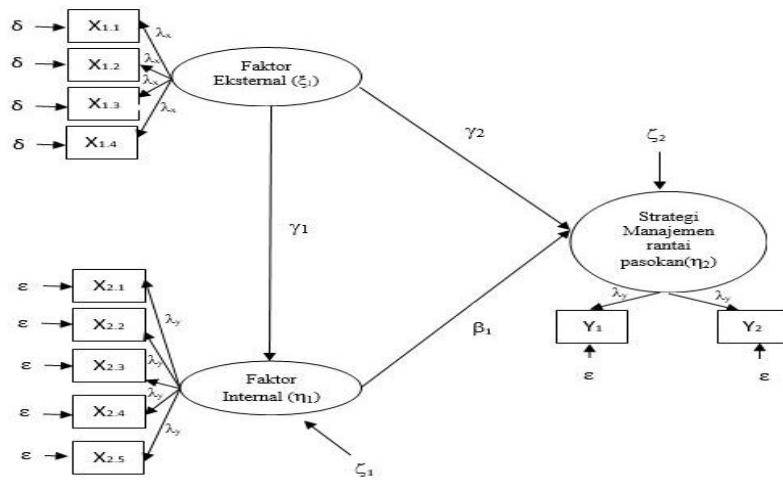 δ
X1.1
λx
δ
X1.2
λx
λx
δ
X1.3
λx
δ
X1.4
Faktor
Eksternal (ξ1)
γ2
ζ2
Strategi
Manajemen
rantai
pasokan(η2)
γ1
λy
λy
Y1
Y2
ε
ε
β1
ε
X2.1
ε
X2.2
λy
ε
X2.3
λy
λy
ε
X2.4
λy
ε
X2.5
Faktor
Internal (η1)
ζ1